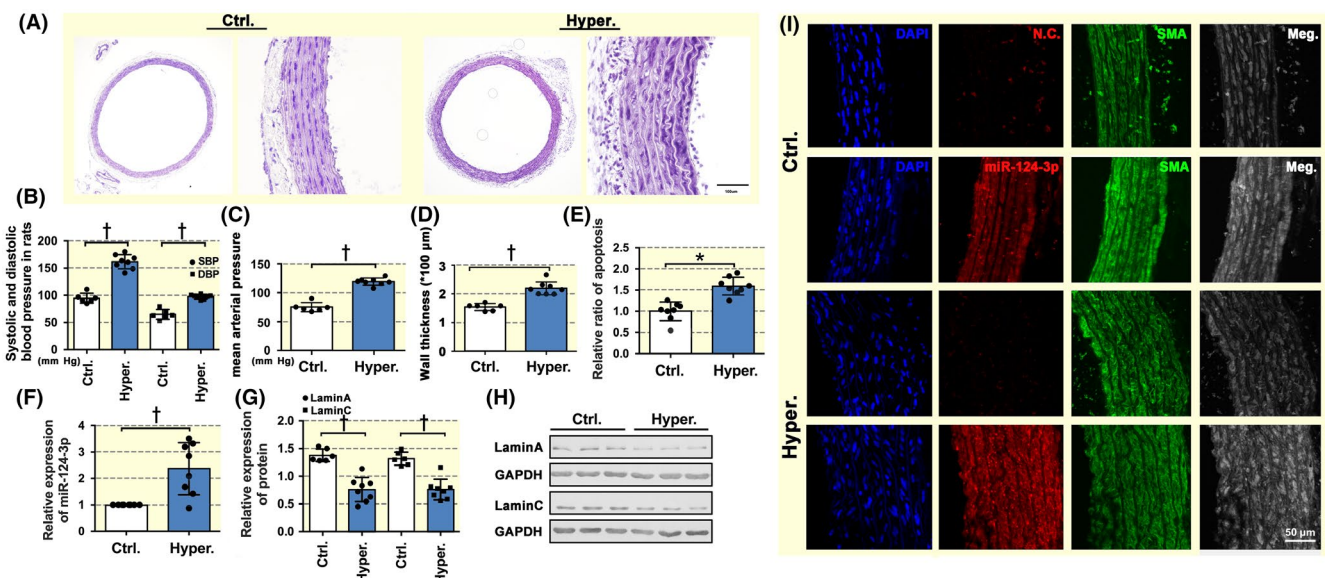 (A)
Ctrl.
Hyper.
100um
(B)
Systolic and diastolic
blood pressure in rats
(mm Hg)
200
150
100
50
0
† †
SBP
DBP
Ctrl.
Hyper.
Ctrl.
Hyper.
(C)
mean arterial pressure
(mm Hg)
150
100
50
0
†
Ctrl.
Hyper.
(D)
Wall thickness (*100 µm)
3
2
1
0
†
Ctrl.
Hyper.
(E)
Relative ratio of apoptosis
2.5
2.0
1.5
1.0
0.5
0.0
*
Ctrl.
Hyper.
(F)
Relative expression
of miR-124-3p
4
3
2
1
0
†
Ctrl.
Hyper.
(G)
LaminA
LaminC
Relative expression
of protein
2.0
1.5
1.0
0.5
0.0
† †
Ctrl.
Hyper.
Ctrl.
Hyper.
(H)
Ctrl. Hyper.
LaminA
GAPDH
LaminC
GAPDH
(I)
Ctrl.
Hyper.
DAPI N.C. SMA Meg.
DAPI miR-124-3p SMA Meg.
50 µm